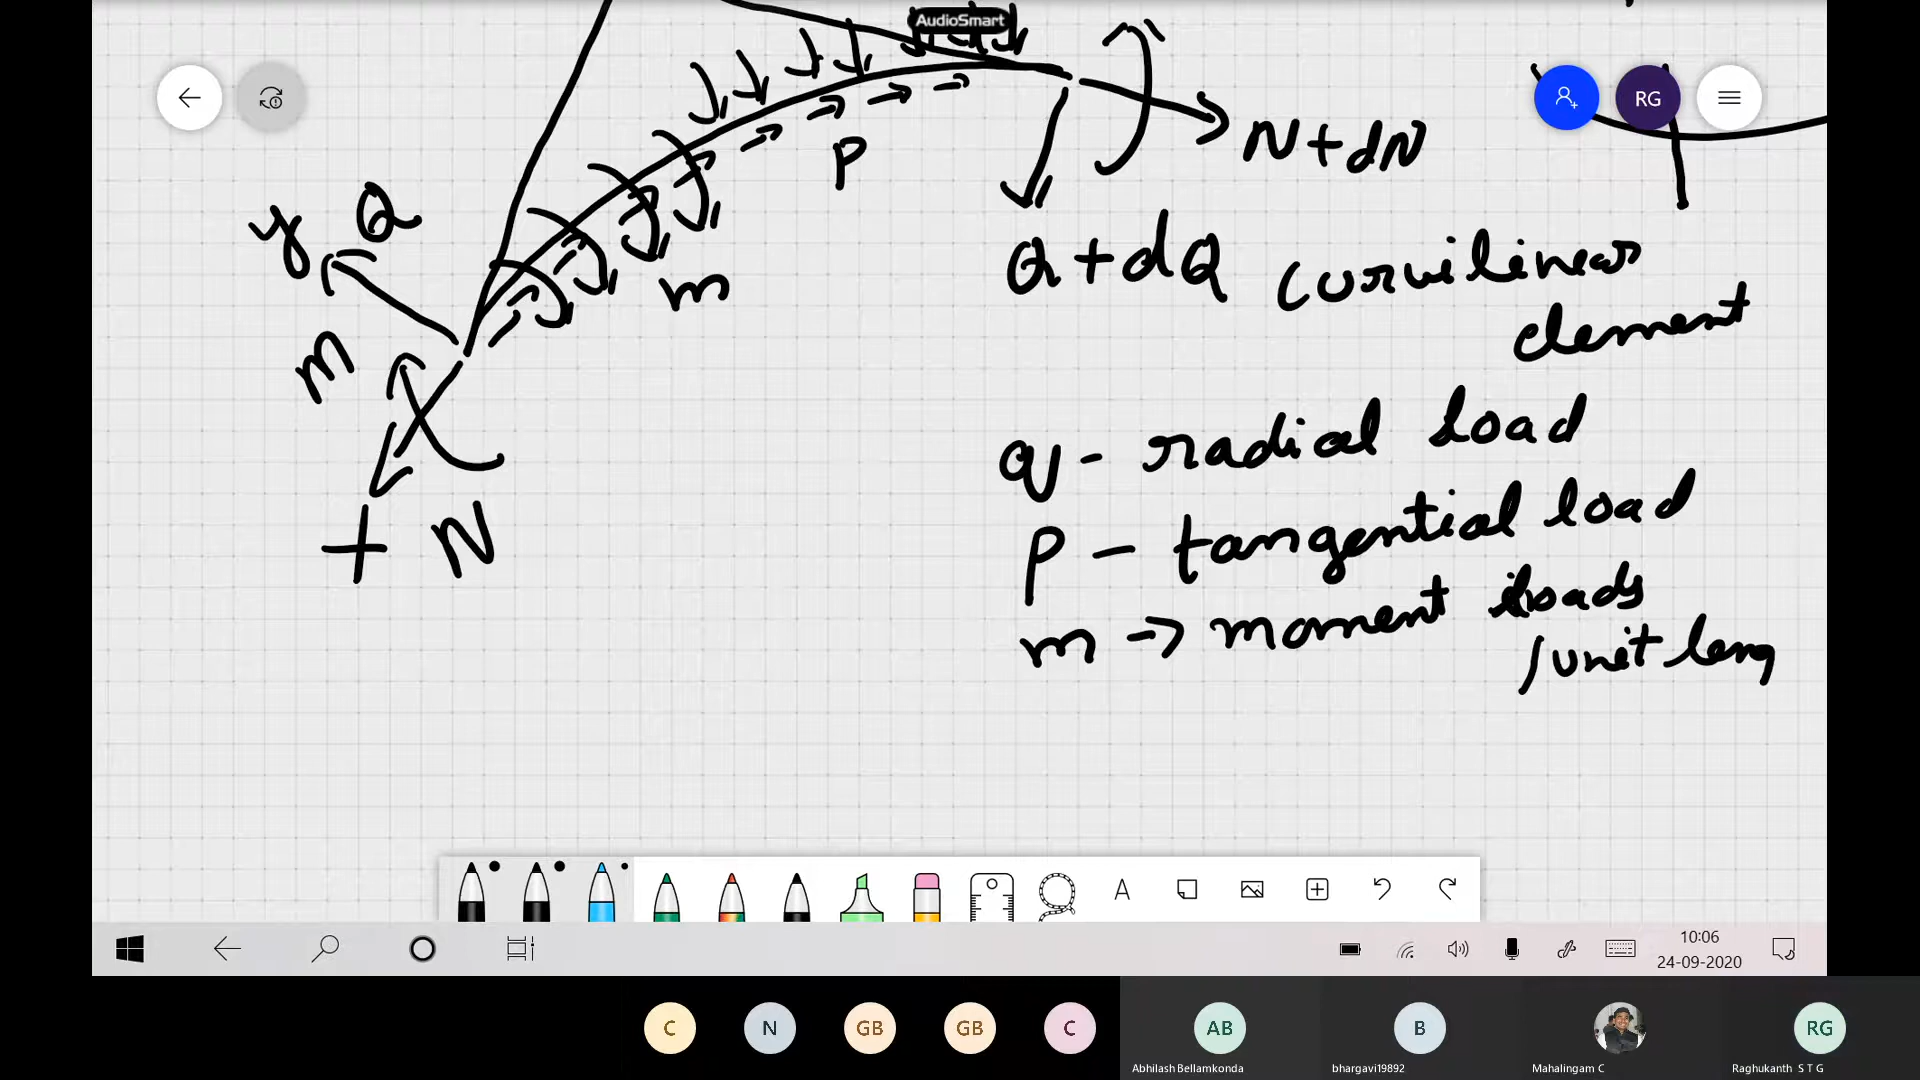 AudioSmart
RG
N+dN
p
y Q
m
Q+dQ
Curvilinear
element
m
q - radial load
+ N
p - tangential load
m -> moment loads
/unit leng
A
10:06
24-09-2020
C N GB GB C AB B RG
Abhilash Bellamkonda bhargavi19892 Mahalingam C Raghukanth S T G